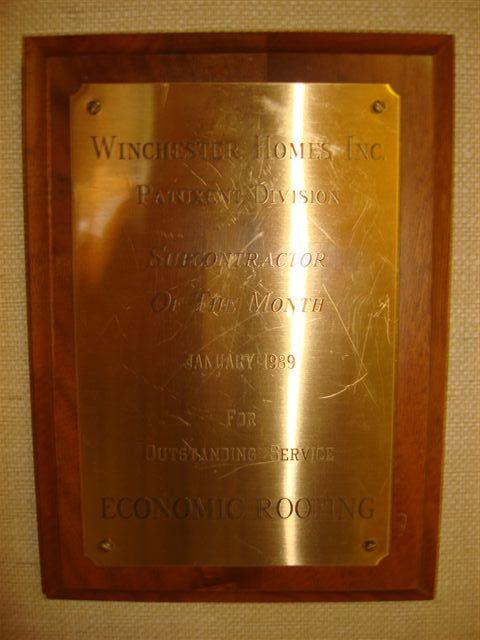 WINCHESTER HOMES INC.
PATUXENT DIVISION
SUBCONTRACTOR
OF THE MONTH
JANUARY 1989
FOR
OUTSTANDING SERVICE
ECONOMIC ROOFING